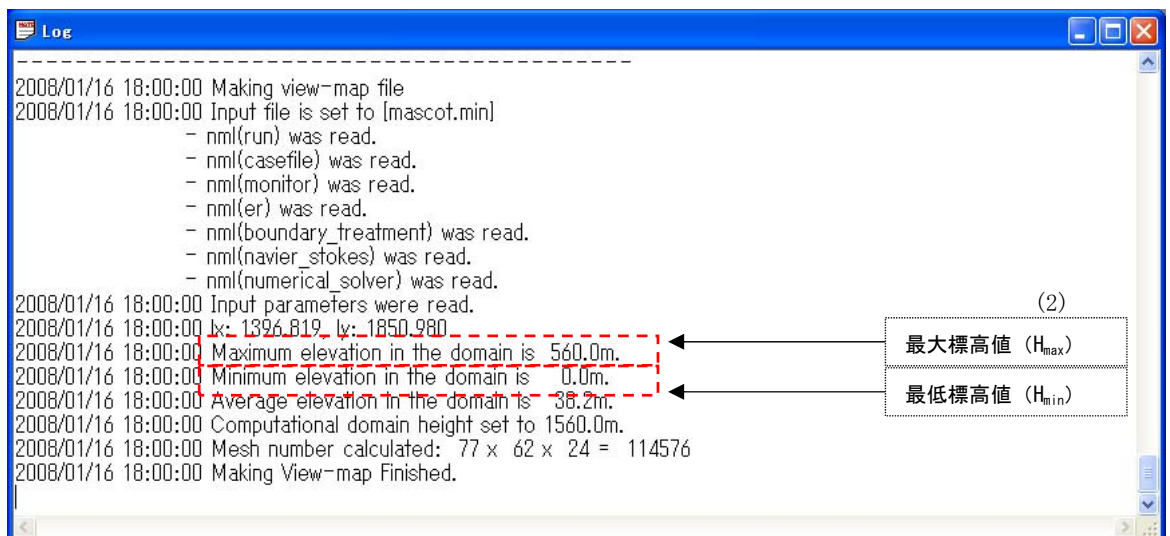 Log
2008/01/16 18:00:00 Making view-map file
2008/01/16 18:00:00 Input file is set to [mascot.min]
- nml(run) was read.
- nml(casefile) was read.
- nml(monitor) was read.
- nml(er) was read.
- nml(boundary_treatment) was read.
- nml(navier_stokes) was read.
- nml(numerical_solver) was read.
2008/01/16 18:00:00 Input parameters were read.
(2)
2008/01/16 18:00:00 lx: 1396.819, ly: 1850.980
2008/01/16 18:00:00 Maximum elevation in the domain is 560.0m.
最大標高値（Hmax）
2008/01/16 18:00:00 Minimum elevation in the domain is 0.0m.
最低標高値（Hmin）
2008/01/16 18:00:00 Average elevation in the domain is 38.2m.
2008/01/16 18:00:00 Computational domain height set to 1560.0m.
2008/01/16 18:00:00 Mesh number calculated: 77 x 62 x 24 = 114576
2008/01/16 18:00:00 Making View-map Finished.